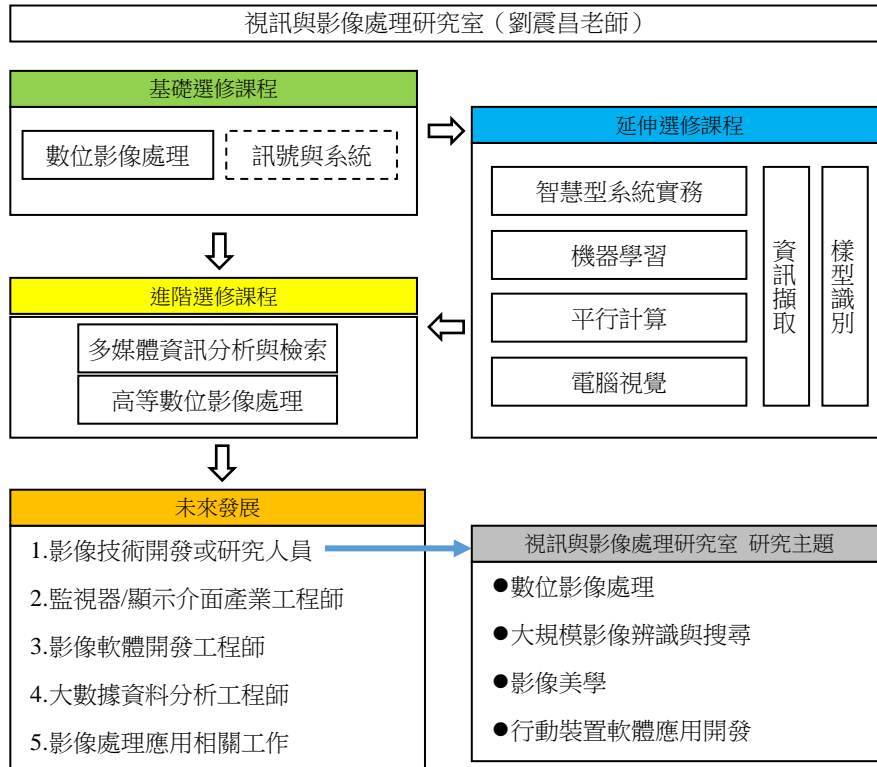 視訊與影像處理研究室（劉震昌老師）
基礎選修課程
數位影像處理
訊號與系統
延伸選修課程
智慧型系統實務
機器學習
平行計算
電腦視覺
資訊擷取
樣型識別
進階選修課程
多媒體資訊分析與檢索
高等數位影像處理
未來發展
1.影像技術開發或研究人員
2.監視器/顯示介面產業工程師
3.影像軟體開發工程師
4.大數據資料分析工程師
5.影像處理應用相關工作
視訊與影像處理研究室 研究主題
●數位影像處理
●大規模影像辨識與搜尋
●影像美學
●行動裝置軟體應用開發